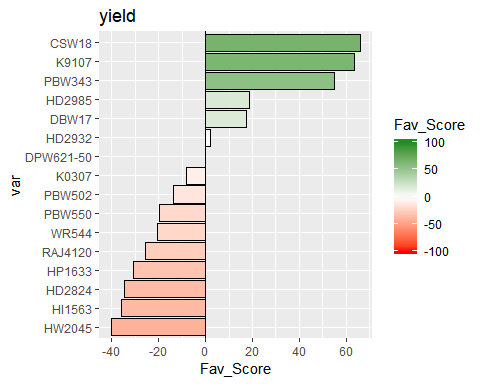 yield
CSW18
K9107
PBW343
HD2985
DBW17
HD2932
DPW621-50
K0307
PBW502
PBW550
WR544
RAJ4120
HP1633
HD2824
HI1563
HW2045
var
-40 -20 0 20 40 60
Fav_Score
Fav_Score
100
50
0
-50
-100